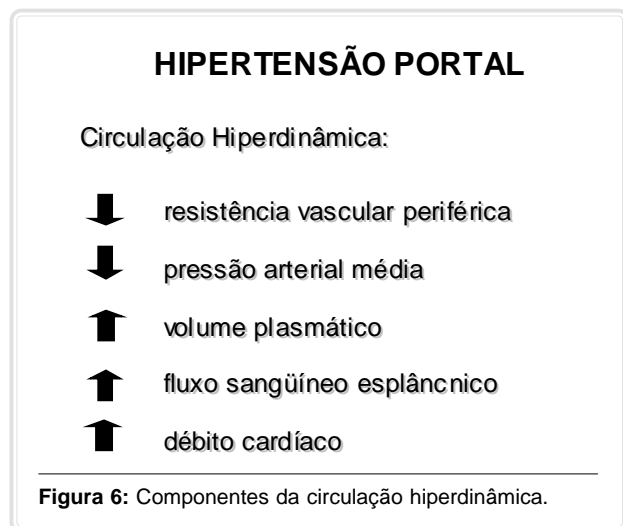 HIPERTENSÃO PORTAL
Circulação Hiperdinâmica:
resistência vascular periférica
pressão arterial média
volume plasmático
fluxo sangüíneo esplâncnico
débito cardíaco
Figura 6: Componentes da circulação hiperdinâmica.